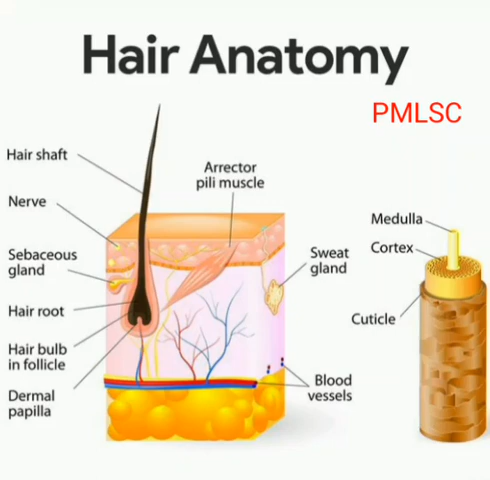 Hair Anatomy
PMLSC
Hair shaft
Nerve
Sebaceous
gland
Hair root
Hair bulb
in follicle
Dermal
papilla
Arrector
pili muscle
Sweat
gland
Blood
vessels
Medulla
Cortex
Cuticle